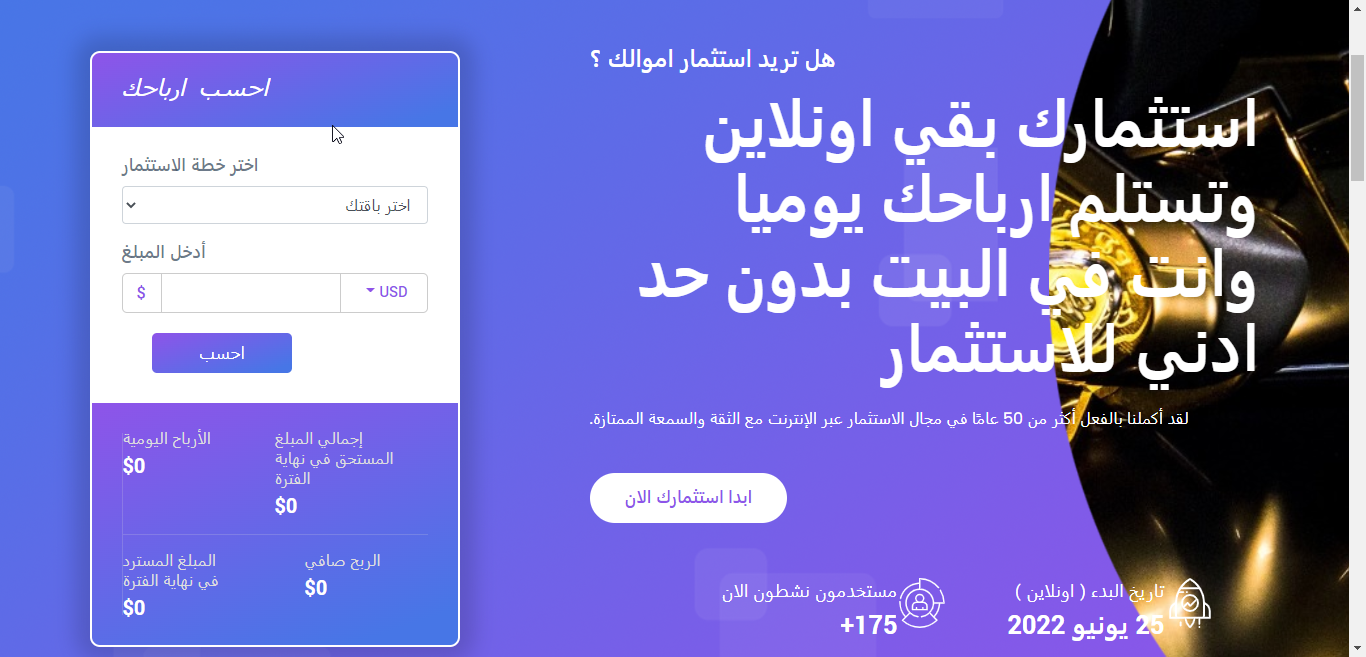 هل تريد استثمار اموالك ؟
استثمارك بقي اونلاين
وتستلم ارباحك يوميا
وانت في البيت بدون حد
ادني للاستثمار
لقد أكملنا بالفعل أكثر من 50 عامًا في مجال الاستثمار عبر الإنترنت مع الثقة والسمعة الممتازة.
ابدا استثمارك الان
تاريخ البدء ( اونلاين )
25 يونيو 2022
مستخدمون نشطون الان
+175
احسب ارباحك
اختر خطة الاستثمار
اختر باقتك
أدخل المبلغ
USD
$
احسب
إجمالي المبلغ
المستحق في نهاية
الفترة
$0
الأرباح اليومية
$0
الربح صافي
$0
المبلغ المسترد
في نهاية الفترة
$0